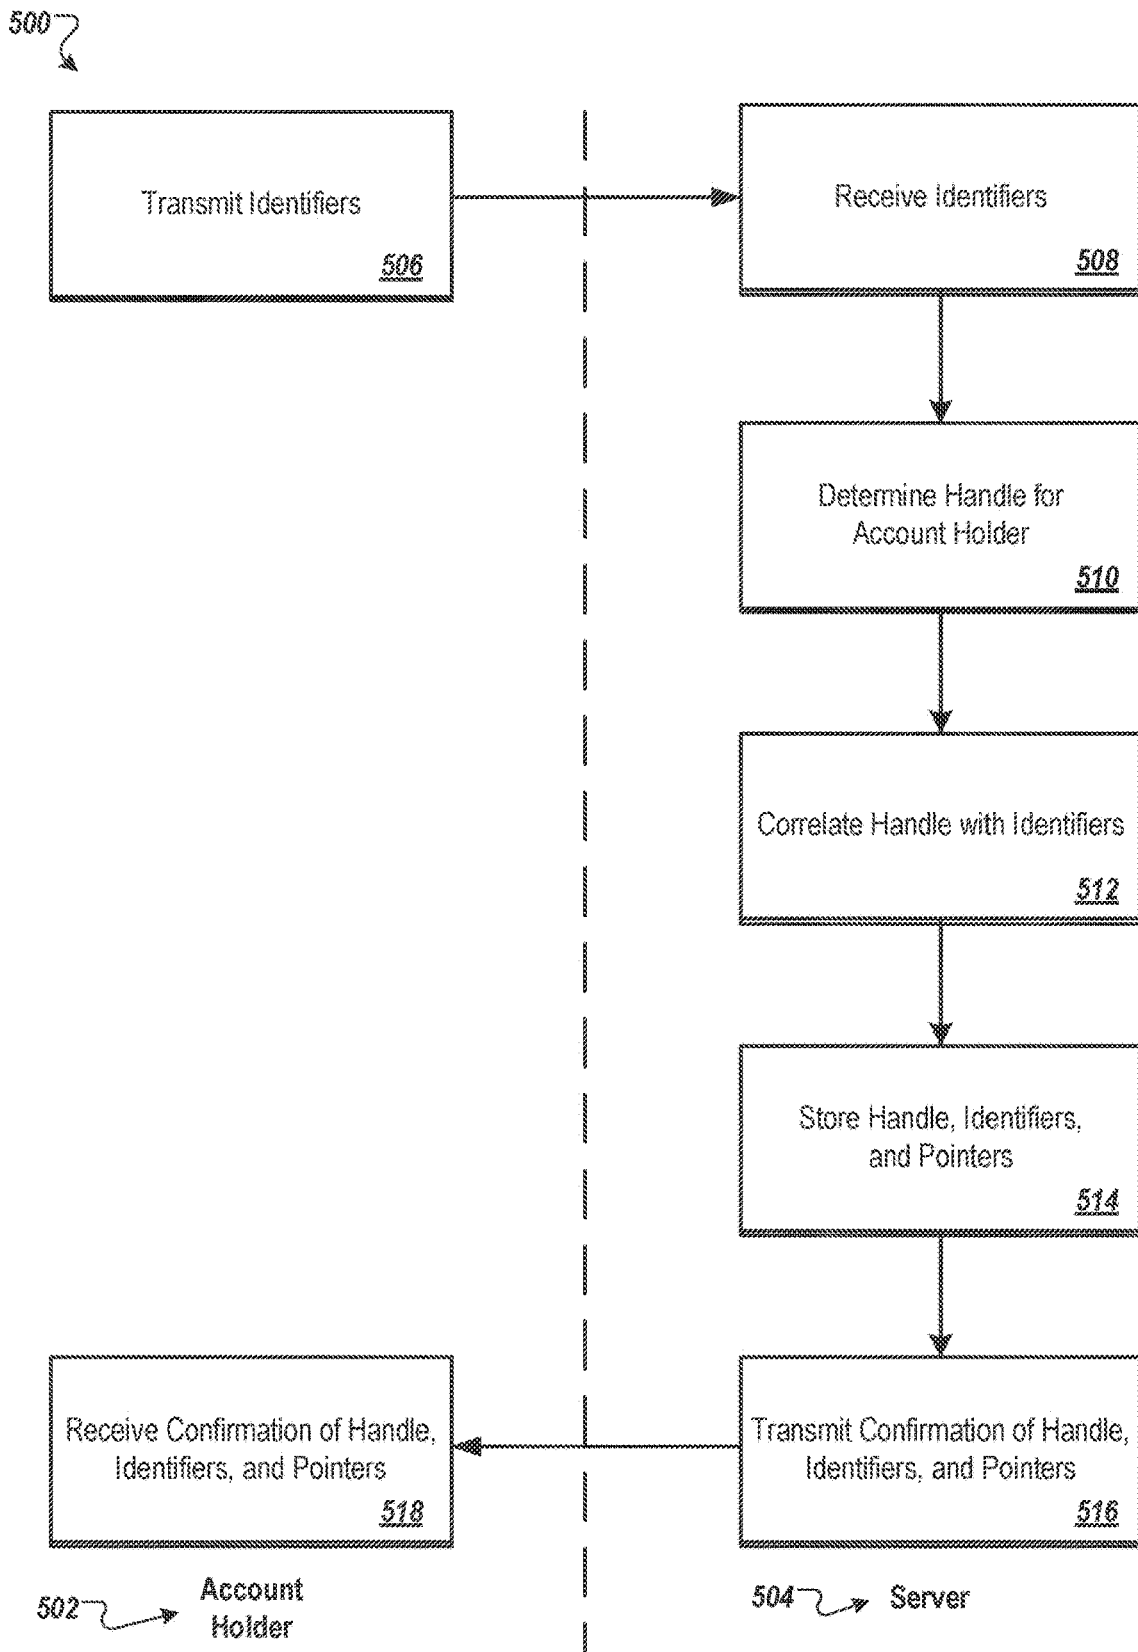 500
Transmit Identifiers
506
Receive Identifiers
508
Determine Handle for
Account Holder
510
Correlate Handle with Identifiers
512
Store Handle, Identifiers,
and Pointers
514
Receive Confirmation of Handle,
Identifiers, and Pointers
518
Transmit Confirmation of Handle,
Identifiers, and Pointers
516
502
Account
Holder
504
Server